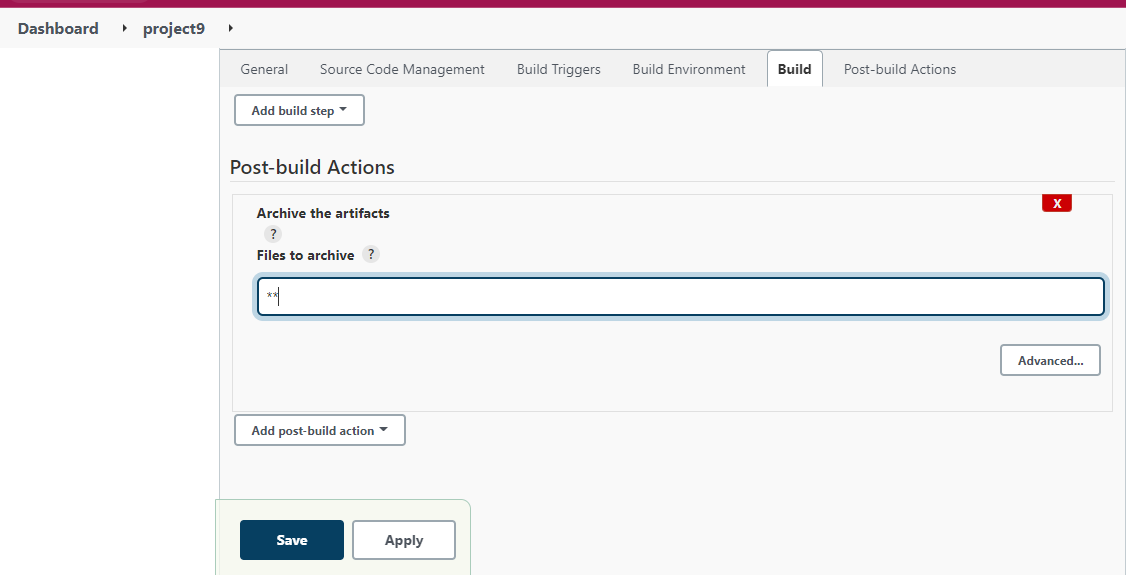 Dashboard project9
General Source Code Management Build Triggers Build Environment Build Post-build Actions
Add build step
Post-build Actions
X
Archive the artifacts
?
Files to archive ?
**
Advanced...
Add post-build action
Save Apply